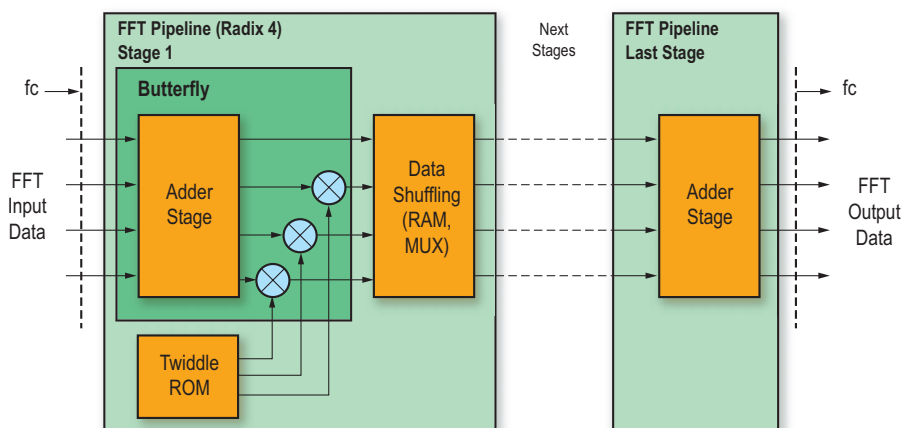 FFT Pipeline (Radix 4)
Stage 1
Next
Stages
FFT Pipeline
Last Stage
fc
Butterfly
fc
FFT
Input
Data
Adder
Stage
Data
Shuffling
(RAM,
MUX)
Adder
Stage
FFT
Output
Data
Twiddle
ROM